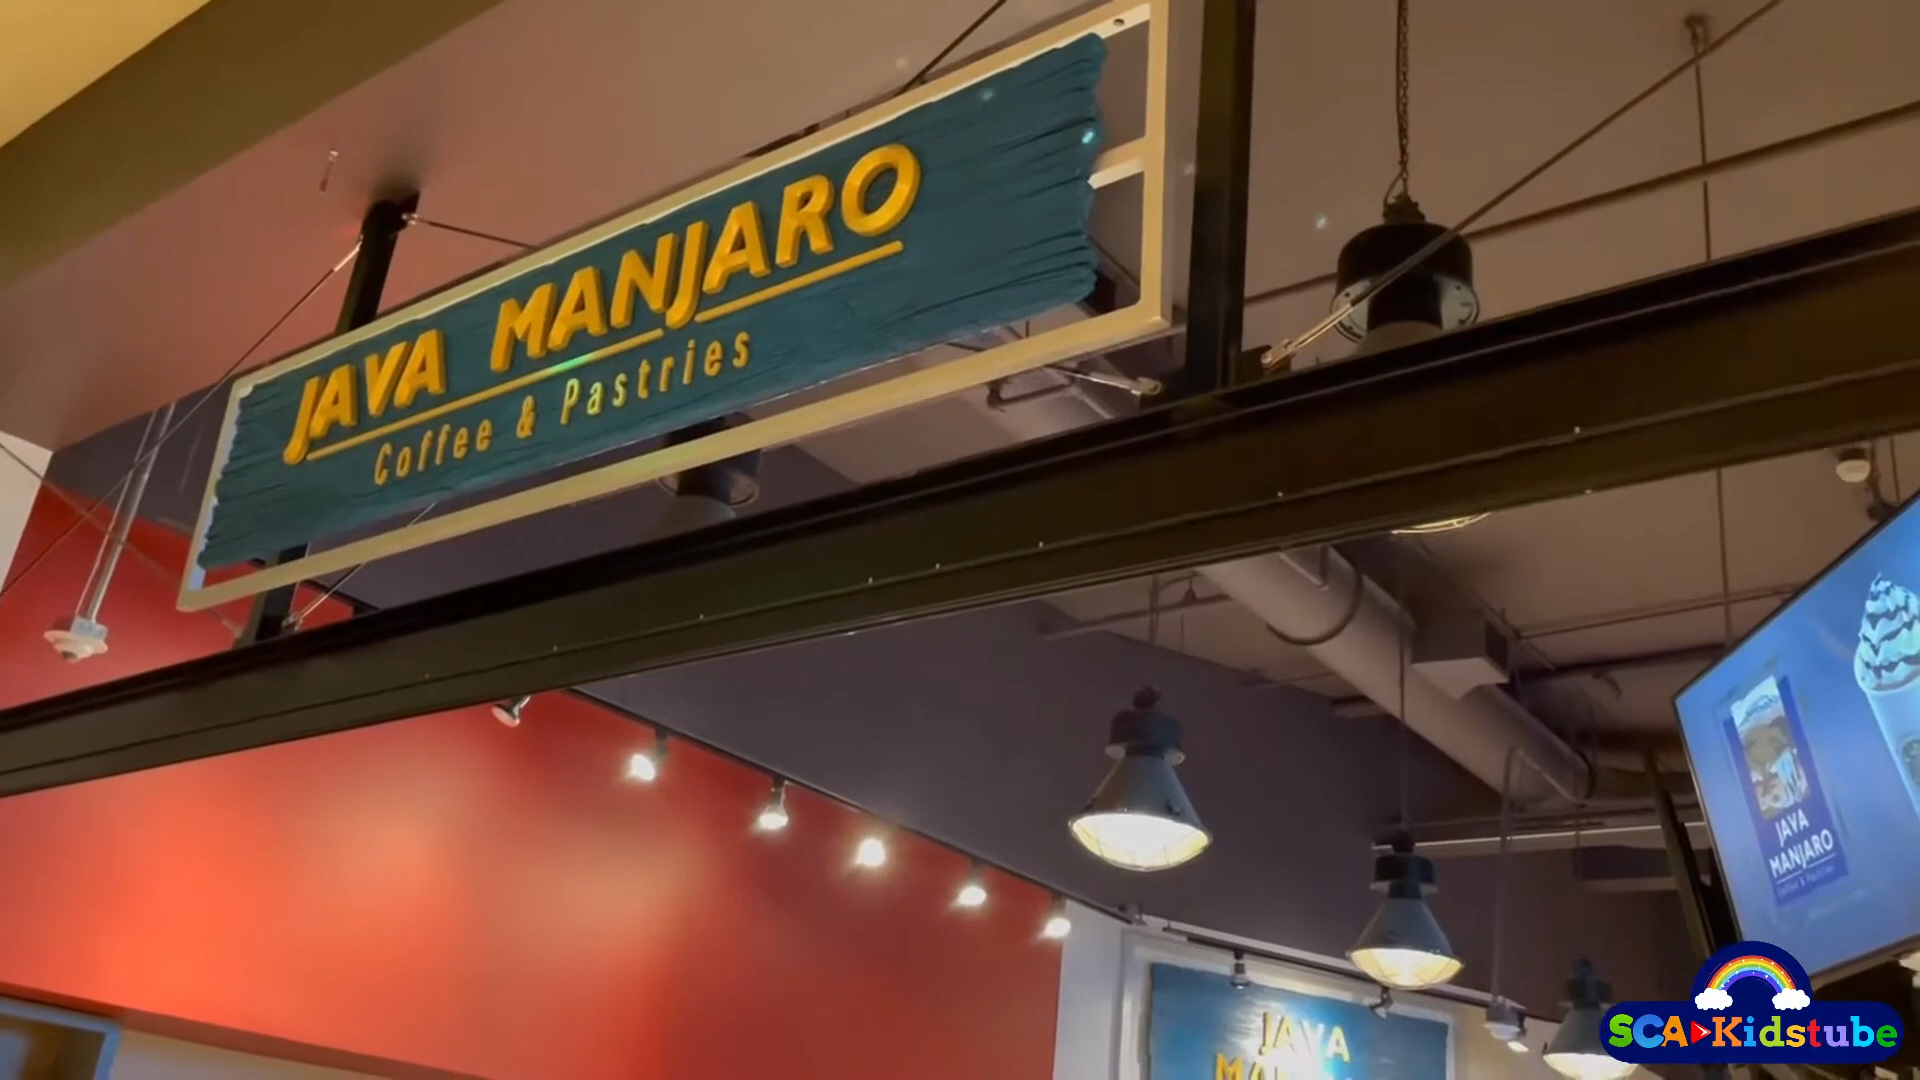 JAVA MANJARO
Coffee & Pastries
JAVA
MANJARO
Coffee & Pastries
JAVA
SCA Kidstube